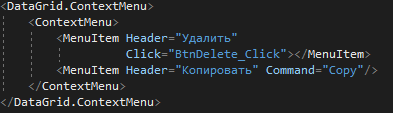 <DataGrid.ContextMenu>
<ContextMenu>
<MenuItem Header="Удалить"
Click="BtnDelete_Click"></MenuItem>
<MenuItem Header="Копировать" Command="Copy"/>
</ContextMenu>
</DataGrid.ContextMenu>